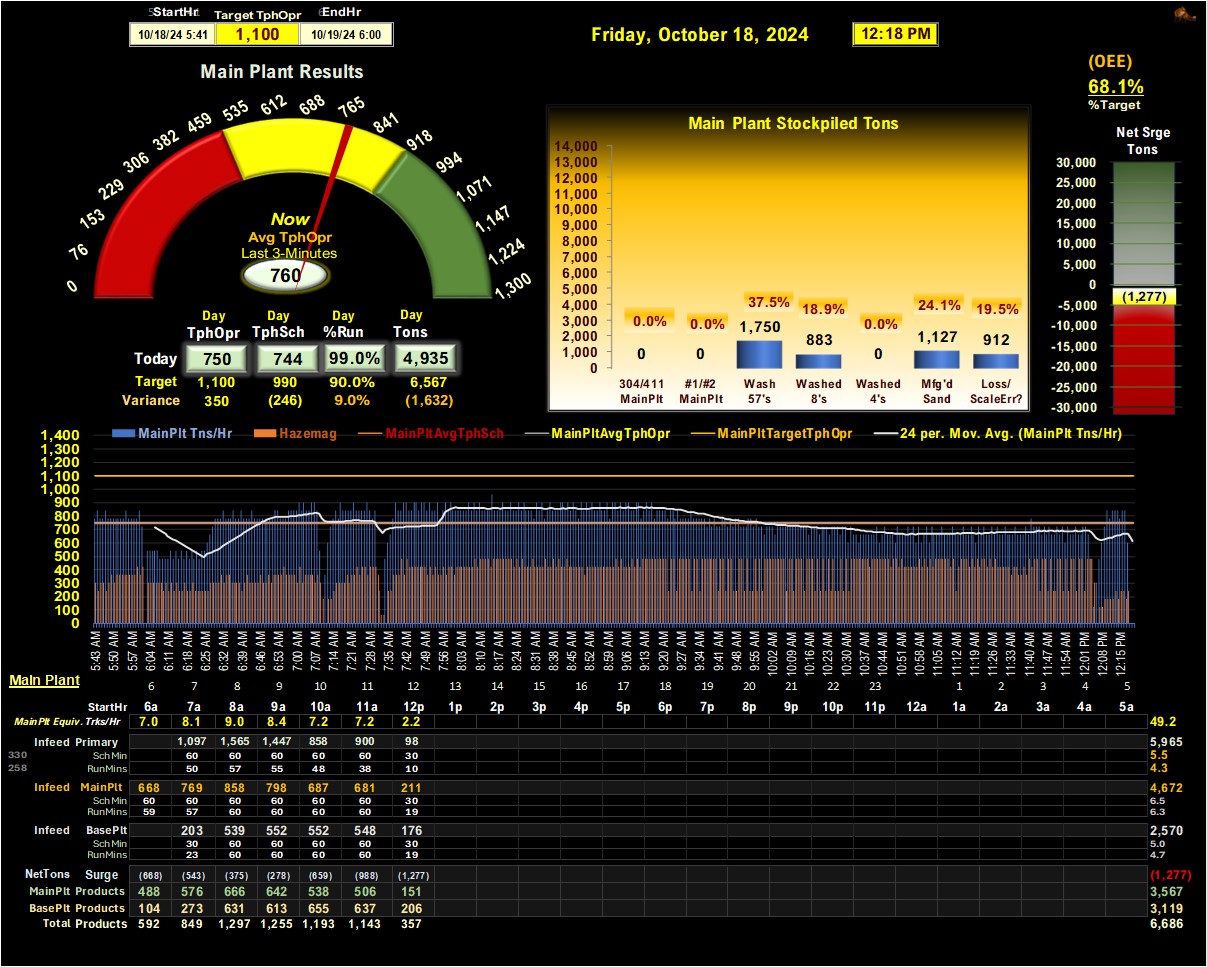 StartHr Target TphOpr EndHr
10/18/24 5:41 1,100 10/19/24 6:00
Friday, October 18, 2024 12:18 PM
(OEE)
68.1%
%Target
Main Plant Results
0 76 153 229 306 382 459 535 612 688 765 841 918 994 1,071 1,147 1,224 1,300
Now
Avg TphOpr
Last 3-Minutes
760
Day Day Day Day
TphOpr TphSch %Run Tons
Today 750 744 99.0% 4,935
Target 1,100 990 90.0% 6,567
Variance 350 (246) 9.0% (1,632)
Main Plant Stockpiled Tons
14,000
13,000
12,000
11,000
10,000
9,000
8,000
7,000
6,000
5,000
4,000
3,000
2,000
1,000
0
0.0% 0.0% 37.5% 18.9% 0.0% 24.1% 19.5%
0 0 1,750 883 0 1,127 912
304/411 #1/#2 Wash Washed Washed Mfg'd Loss/
MainPlt MainPlt 57's 8's 4's Sand ScaleErr?
Net Srge
Tons
30,000
25,000
20,000
15,000
10,000
5,000
0
(1,277)
-5,000
-10,000
-15,000
-20,000
-25,000
-30,000
MainPlt Tns/Hr Hazemag MainPltAvgTphSch MainPltAvgTphOpr MainPltTargetTphOpr 24 per. Mov. Avg. (MainPlt Tns/Hr)
1,400
1,300
1,200
1,100
1,000
900
800
700
600
500
400
300
200
100
0
5:43 AM 5:50 AM 5:57 AM 6:04 AM 6:11 AM 6:18 AM 6:25 AM 6:32 AM 6:39 AM 6:46 AM 6:53 AM 7:00 AM 7:07 AM 7:14 AM 7:21 AM 7:28 AM 7:35 AM 7:42 AM 7:50 AM 7:56 AM 8:03 AM 8:10 AM 8:17 AM 8:24 AM 8:31 AM 8:38 AM 8:45 AM 8:52 AM 8:59 AM 9:06 AM 9:13 AM 9:20 AM 9:27 AM 9:34 AM 9:41 AM 9:48 AM 9:55 AM 10:02 AM 10:09 AM 10:16 AM 10:23 AM 10:30 AM 10:37 AM 10:44 AM 10:51 AM 10:58 AM 11:05 AM 11:12 AM 11:19 AM 11:26 AM 11:33 AM 11:40 AM 11:47 AM 11:54 AM 12:01 PM 12:08 PM 12:15 PM
Main Plant
6 7 8 9 10 11 12 13 14 15 16 17 18 19 20 21 22 23 1 2 3 4 5
StartHr 6a 7a 8a 9a 10a 11a 12p 1p 2p 3p 4p 5p 6p 7p 8p 9p 10p 11p 12a 1a 2a 3a 4a 5a
MainPlt Equiv. Trks/Hr 7.0 8.1 9.0 8.4 7.2 7.2 2.2 49.2
Infeed Primary 1,097 1,565 1,447 858 900 98 5,965
330 SchMin 60 60 60 60 60 30 5.5
258 RunMins 50 57 55 48 38 10 4.3
Infeed MainPlt 668 769 858 798 687 681 211 4,672
SchMin 60 60 60 60 60 60 30 6.5
RunMins 59 57 60 60 60 60 19 6.3
Infeed BasePlt 203 539 552 552 548 176 2,570
SchMin 30 60 60 60 60 30 5.0
RunMins 23 60 60 60 60 19 4.7
NetTons Surge (668) (543) (375) (278) (659) (988) (1,277) (1,277)
MainPlt Products 488 576 666 642 538 506 151 3,567
BasePlt Products 104 273 631 613 655 637 206 3,119
Total Products 592 849 1,297 1,255 1,193 1,143 357 6,686